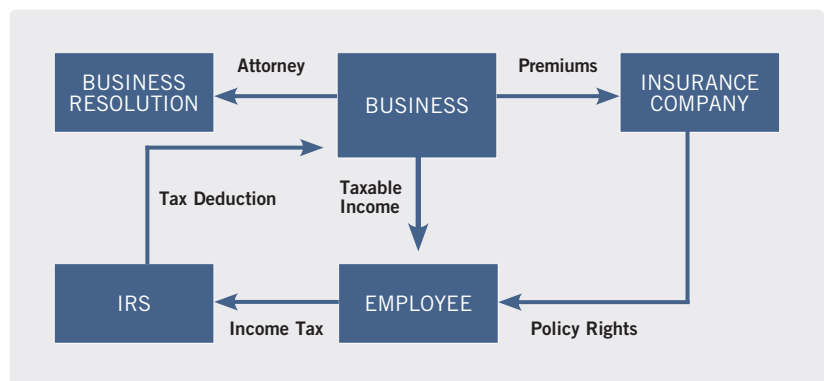 Attorney
Premiums
BUSINESS
RESOLUTION
BUSINESS
INSURANCE
COMPANY
Tax Deduction
Taxable
Income
IRS
EMPLOYEE
Income Tax
Policy Rights